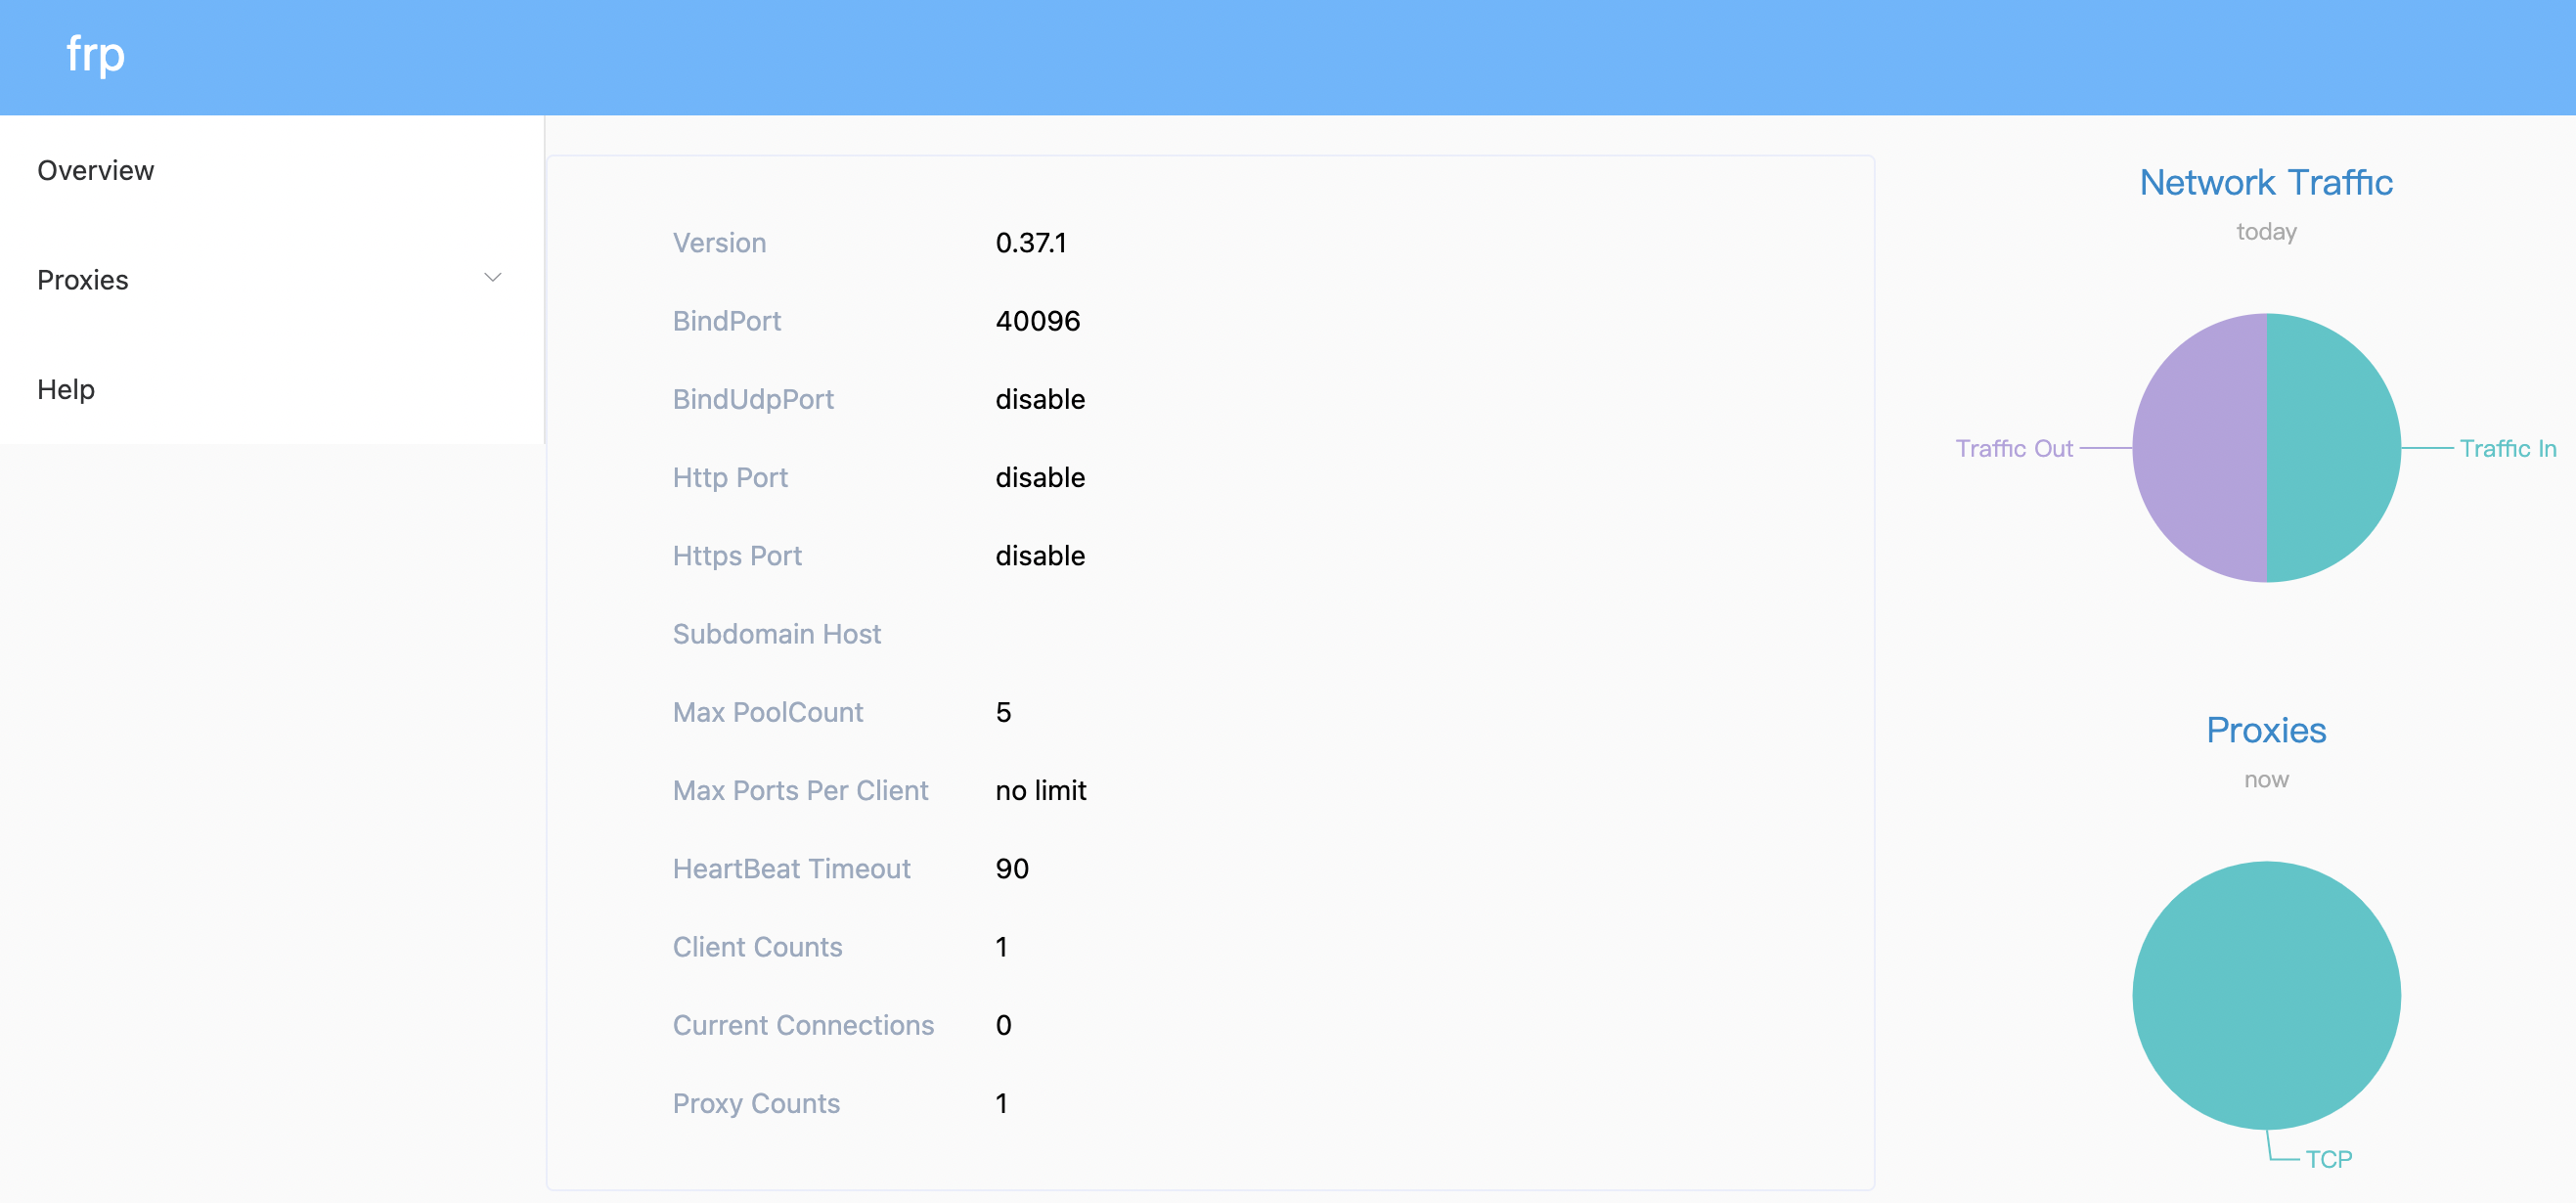 frp
Overview
Proxies
Help
Version 0.37.1
BindPort 40096
BindUdpPort disable
Http Port disable
Https Port disable
Subdomain Host
Max PoolCount 5
Max Ports Per Client no limit
HeartBeat Timeout 90
Client Counts 1
Current Connections 0
Proxy Counts 1
Network Traffic
today
Traffic Out Traffic In
Proxies
now
TCP